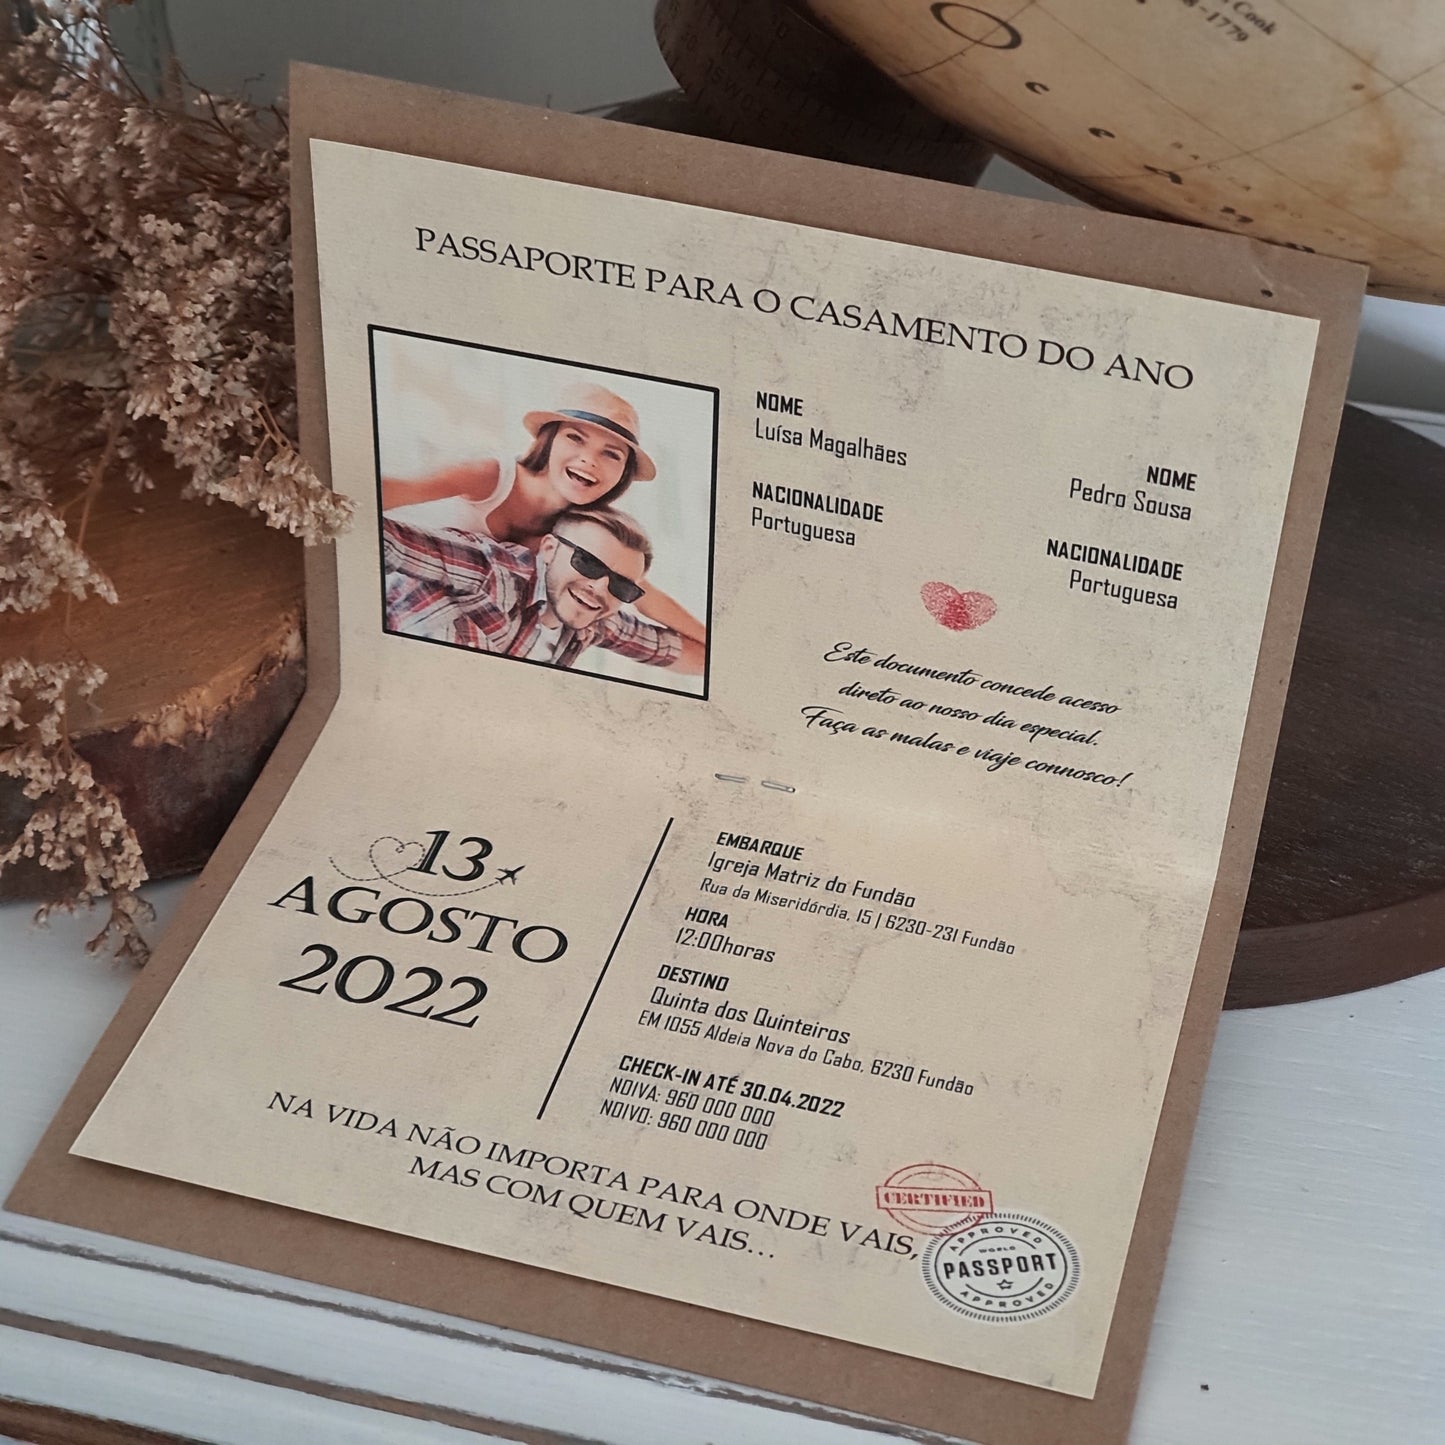 Cook
-1779
PASSAPORTE PARA O CASAMENTO DO ANO
NOME
Luísa Magalhães
NACIONALIDADE
Portuguesa
NOME
Pedro Sousa
NACIONALIDADE
Portuguesa
Este documento concede acesso
direto ao nosso dia especial.
Faça as malas e viaje connosco!
13
AGOSTO
2022
EMBARQUE
Igreja Matriz do Fundão
Rua da Miseridórdia, 15 | 6230-231 Fundão
HORA
12:00horas
DESTINO
Quinta dos Quinteiros
EM 1055 Aldeia Nova do Cabo, 6230 Fundão
CHECK-IN ATÉ 30.04.2022
NOIVA: 960 000 000
NOIVO: 960 000 000
NA VIDA NÃO IMPORTA PARA ONDE VAIS,
MAS COM QUEM VAIS...
CERTIFIED
APPROVED
WORLD
PASSPORT
APPROVED